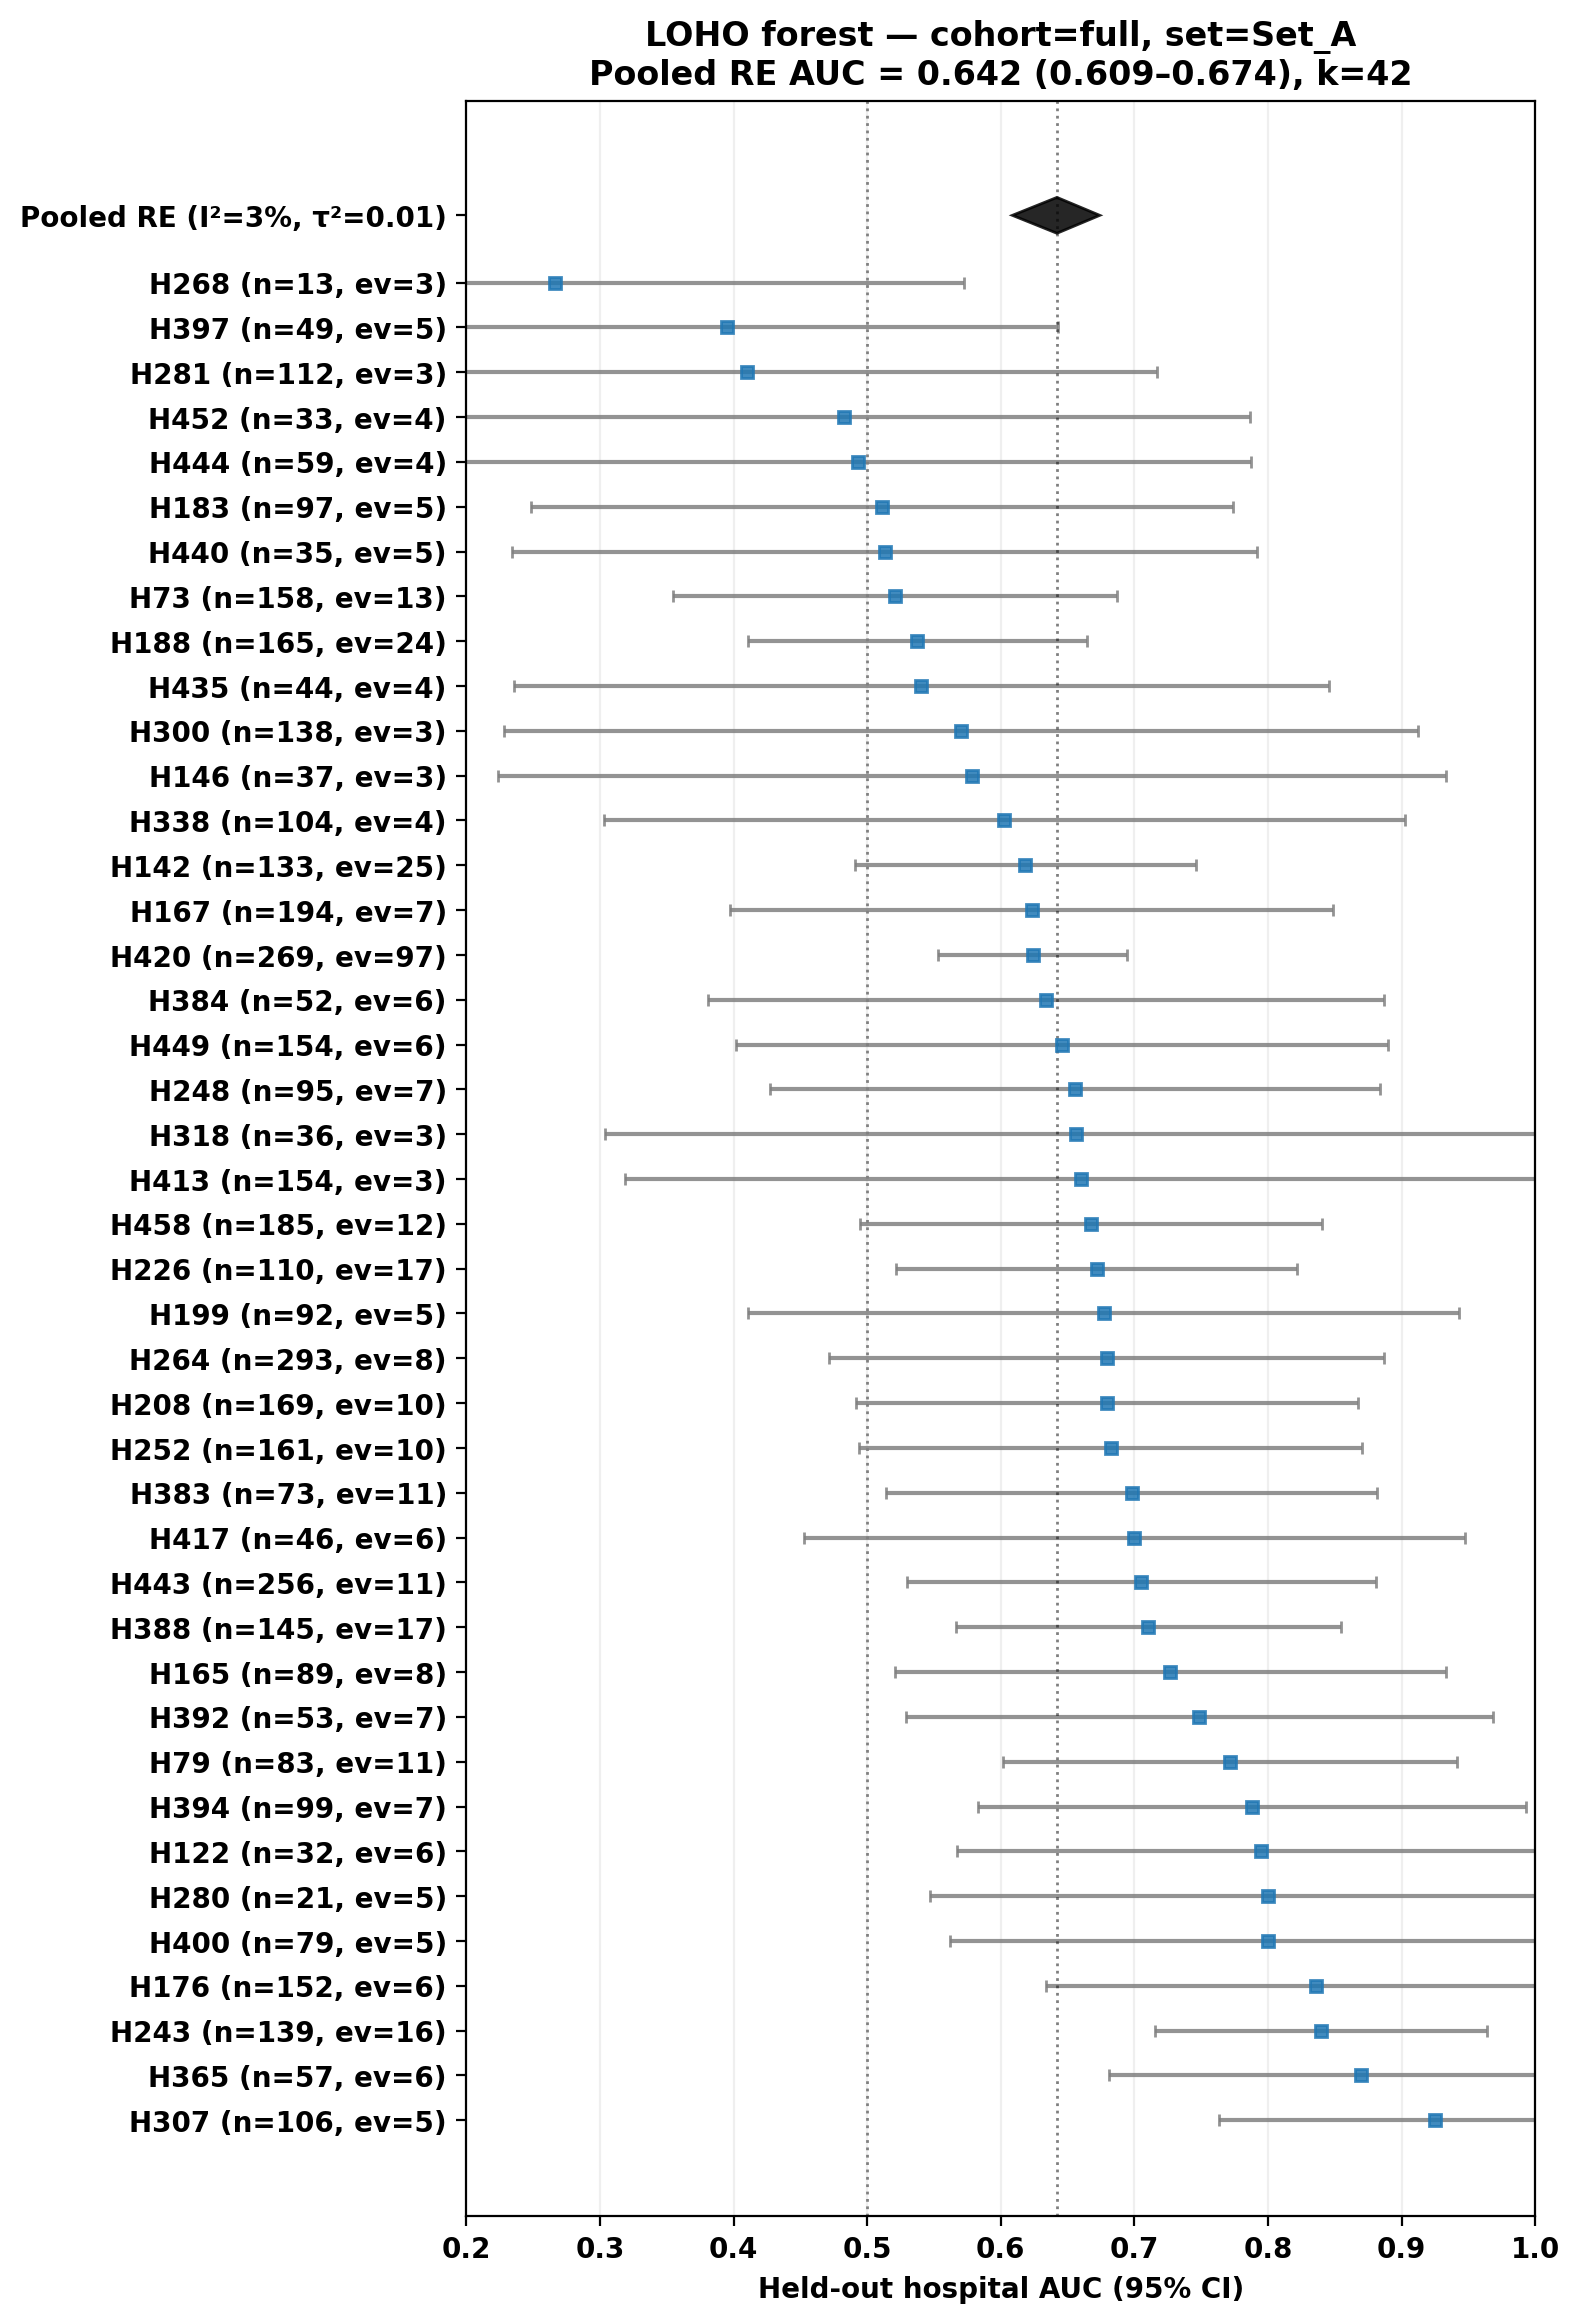 LOHO forest — cohort=full, set=Set_A
Pooled RE AUC = 0.642 (0.609–0.674), k=42
Pooled RE (I²=3%, τ²=0.01)
H268 (n=13, ev=3)
H397 (n=49, ev=5)
H281 (n=112, ev=3)
H452 (n=33, ev=4)
H444 (n=59, ev=4)
H183 (n=97, ev=5)
H440 (n=35, ev=5)
H73 (n=158, ev=13)
H188 (n=165, ev=24)
H435 (n=44, ev=4)
H300 (n=138, ev=3)
H146 (n=37, ev=3)
H338 (n=104, ev=4)
H142 (n=133, ev=25)
H167 (n=194, ev=7)
H420 (n=269, ev=97)
H384 (n=52, ev=6)
H449 (n=154, ev=6)
H248 (n=95, ev=7)
H318 (n=36, ev=3)
H413 (n=154, ev=3)
H458 (n=185, ev=12)
H226 (n=110, ev=17)
H199 (n=92, ev=5)
H264 (n=293, ev=8)
H208 (n=169, ev=10)
H252 (n=161, ev=10)
H383 (n=73, ev=11)
H417 (n=46, ev=6)
H443 (n=256, ev=11)
H388 (n=145, ev=17)
H165 (n=89, ev=8)
H392 (n=53, ev=7)
H79 (n=83, ev=11)
H394 (n=99, ev=7)
H122 (n=32, ev=6)
H280 (n=21, ev=5)
H400 (n=79, ev=5)
H176 (n=152, ev=6)
H243 (n=139, ev=16)
H365 (n=57, ev=6)
H307 (n=106, ev=5)
0.2 0.3 0.4 0.5 0.6 0.7 0.8 0.9 1.0
Held-out hospital AUC (95% CI)